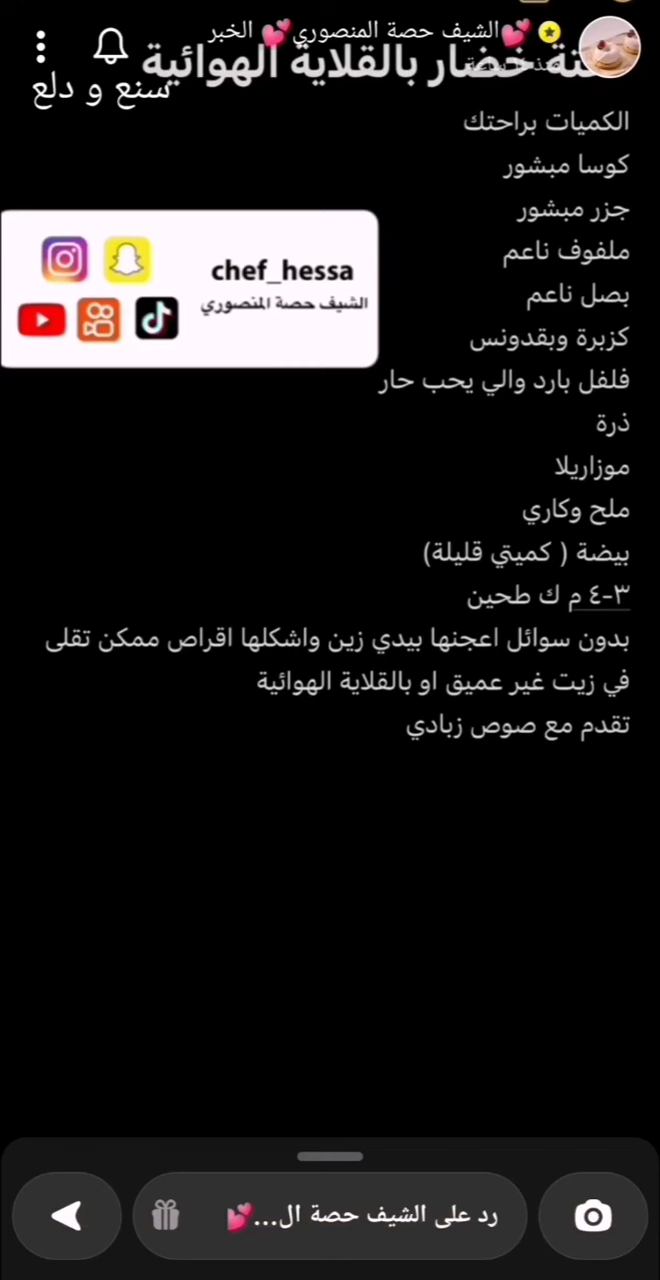 الشيف حصة المنصوري💕 الخبر 💕
خضار بالقلاية الهوائية
سنع و دلع
الكميات براحتك
كوسا مبشور
جزر مبشور
ملفوف ناعم
بصل ناعم
كزبرة وبقدونس
فلفل بارد والي يحب حار
ذرة
موزاريلا
ملح وكاري
بيضة ( كميتي قليلة)
٣-٤ م ك طحين
بدون سوائل اعجنها بيدي زين واشكلها اقراص ممكن تقلى
في زيت غير عميق او بالقلاية الهوائية
تقدم مع صوص زبادي
chef_hessa
الشيف حصة المنصوري
رد على الشيف حصة ال...💕